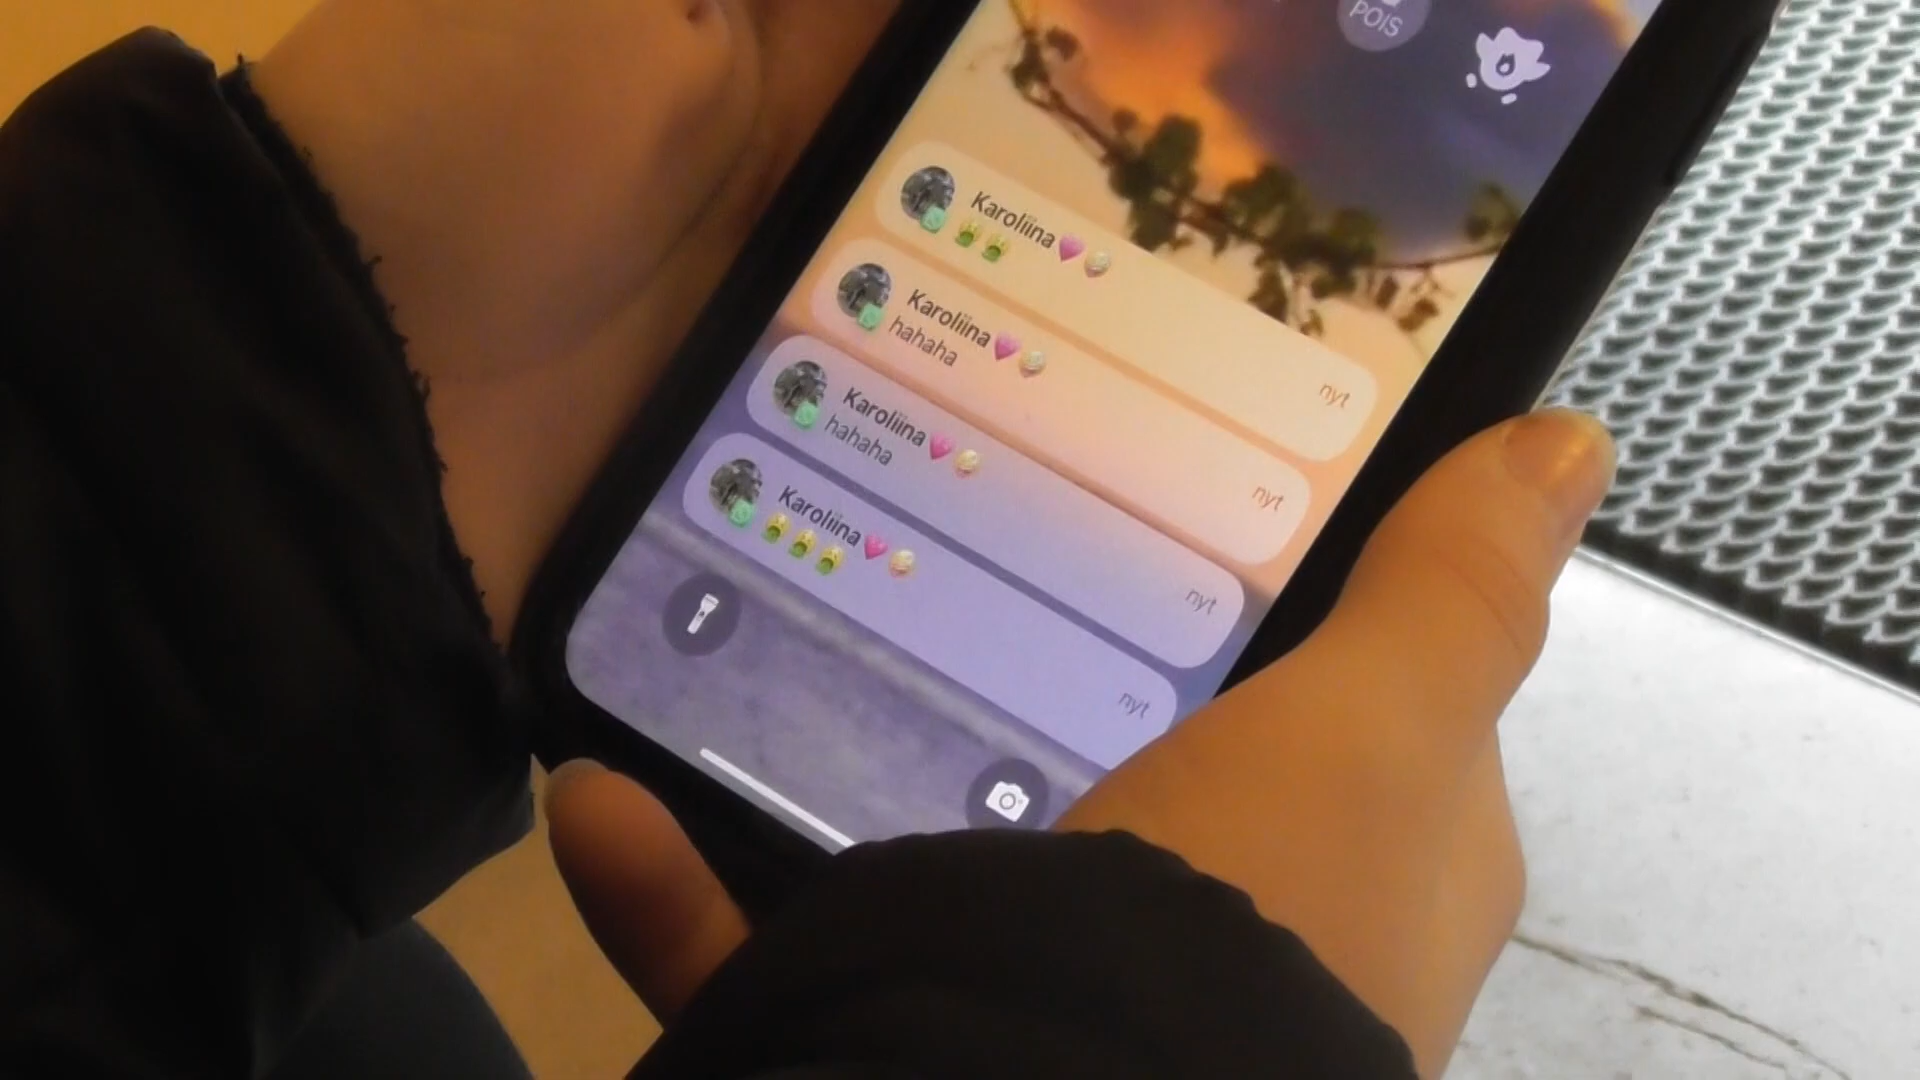 POIS
Karoliina💗🪩
🤮🤮
nyt
Karoliina💗🪩
hahaha
nyt
Karoliina💗🪩
hahaha
nyt
Karoliina💗🪩
🤮🤮🤮
nyt